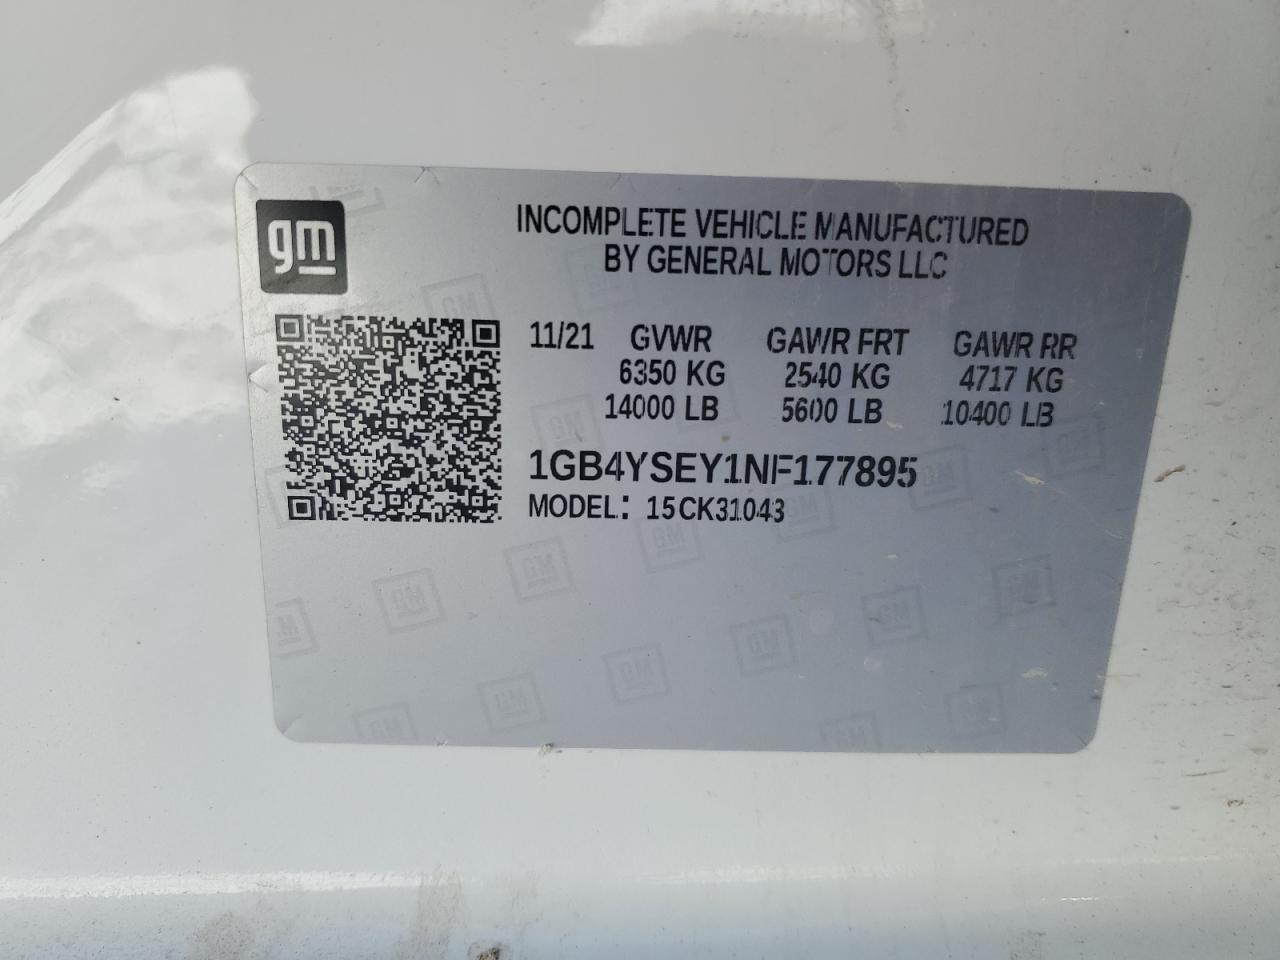 gm
INCOMPLETE VEHICLE MANUFACTURED
BY GENERAL MOTORS LLC
11/21 GVWR GAWR FRT GAWR RR
6350 KG 2540 KG 4717 KG
14000 LB 5600 LB 10400 LB
1GB4YSEY1NF177895
MODEL: 15CK31043